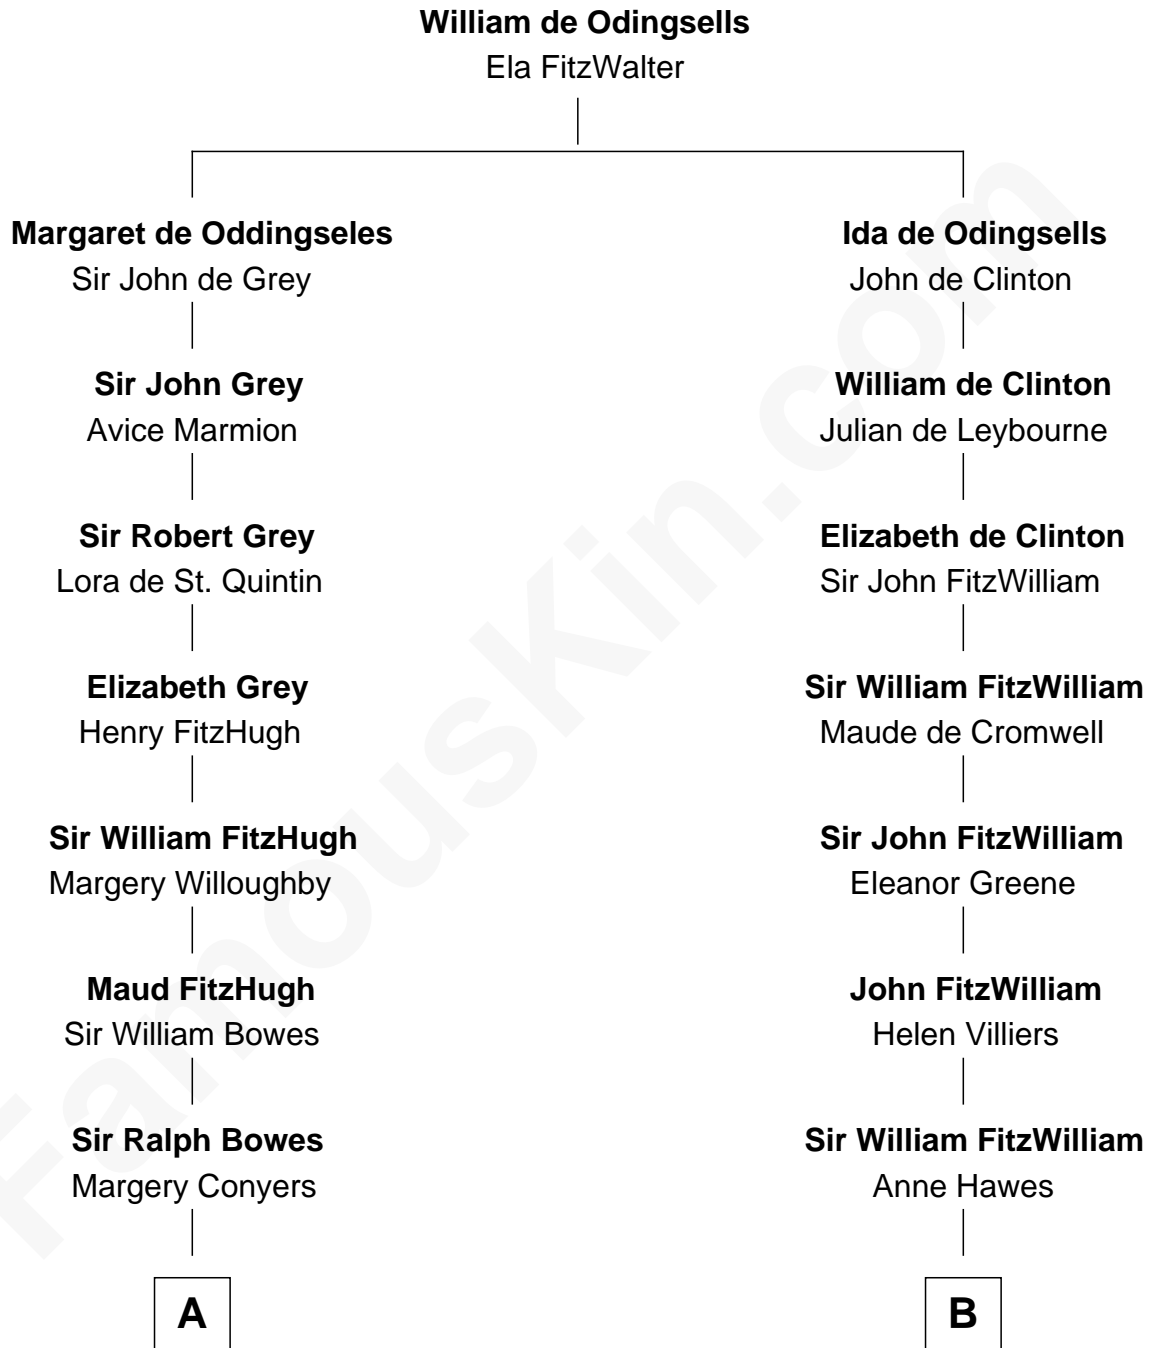 William de Odingsells
Ela FitzWalter
Margaret de Oddingseles
Sir John de Grey
Sir John Grey
Avice Marmion
Sir Robert Grey
Lora de St. Quintin
Elizabeth Grey
Henry FitzHugh
Sir William FitzHugh
Margery Willoughby
Maud FitzHugh
Sir William Bowes
Sir Ralph Bowes
Margery Conyers
A
Ida de Odingsells
John de Clinton
William de Clinton
Julian de Leybourne
Elizabeth de Clinton
Sir John FitzWilliam
Sir William FitzWilliam
Maude de Cromwell
Sir John FitzWilliam
Eleanor Greene
John FitzWilliam
Helen Villiers
Sir William FitzWilliam
Anne Hawes
B
FamousKin.com